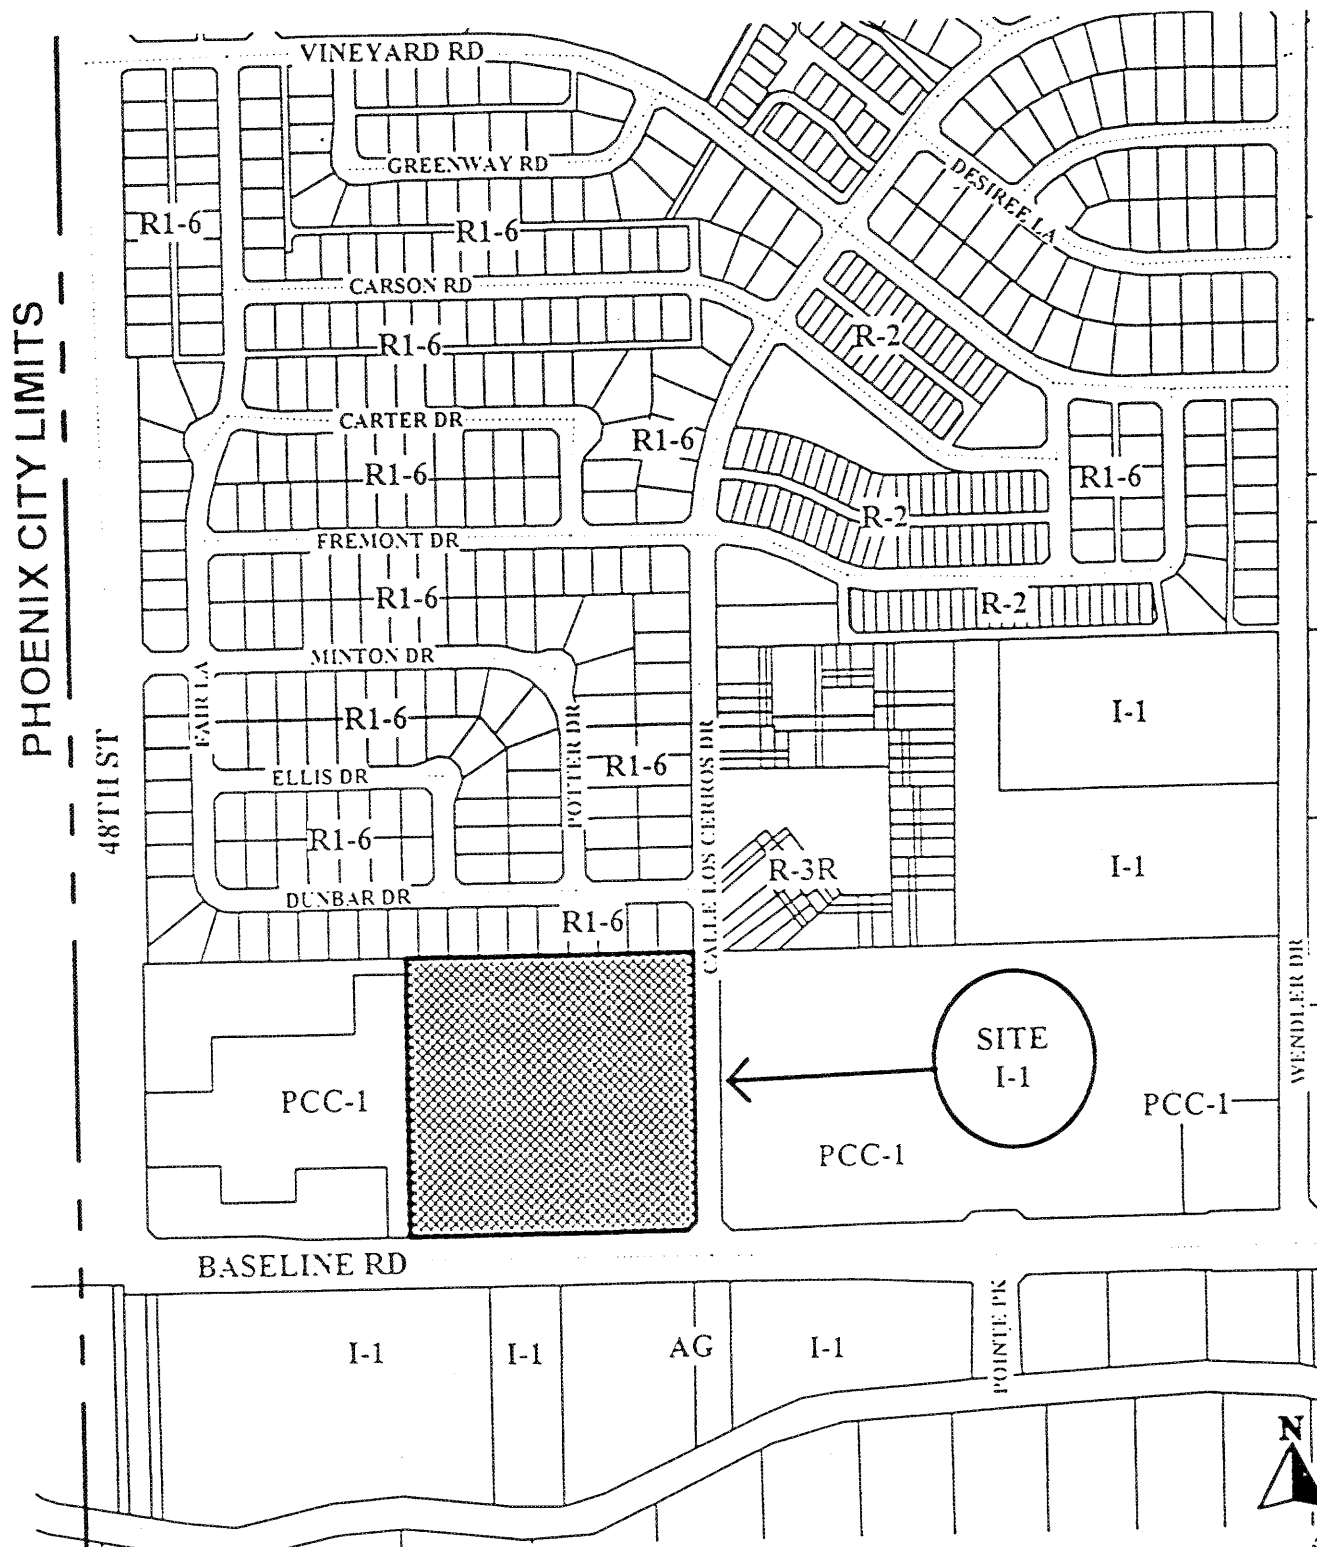 VINEYARD RD
GREENWAY RD
DESIREE LA
R1-6
R1-6
CARSON RD
R1-6
R-2
CARTER DR
R1-6
R1-6
R1-6
R-2
FREMONT DR
R1-6
R-2
MINTON DR
R1-6
FAIR LA
POTTER DR
CALLE LOS CERROS DR
I-1
R1-6
ELLIS DR
R1-6
R-3R
I-1
DUNBAR DR
R1-6
PHOENIX CITY LIMITS
48TH ST
WENDLER DR
SITE
I-1
PCC-1
PCC-1
PCC-1
BASELINE RD
POINTE PK
I-1
I-1
AG
I-1
N